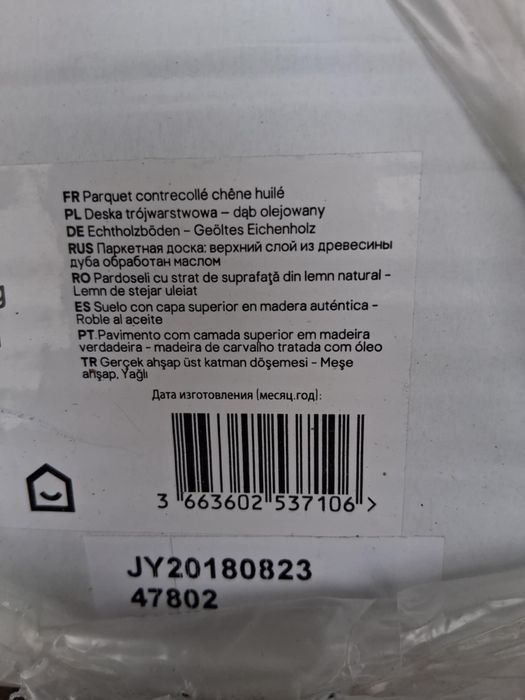 FR Parquet contrecollé chêne huilé
PL Deska trójwarstwowa – dąb olejowany
DE Echtholzböden – Geöltes Eichenholz
RUS Паркетная доска: верхний слой из древесины
дуба обработан маслом
RO Pardoseli cu strat de suprafață din lemn natural –
Lemn de stejar uleiat
ES Suelo con capa superior en madera auténtica –
Roble al aceite
PT Pavimento com camada superior em madeira
verdadeira – madeira de carvalho tratada com óleo
TR Gerçek ahşap üst katman döşemesi – Meşe
ahşap, Yağlı
Дата изготовления (месяц.год):
3 663602 537106 >
JY20180823
47802